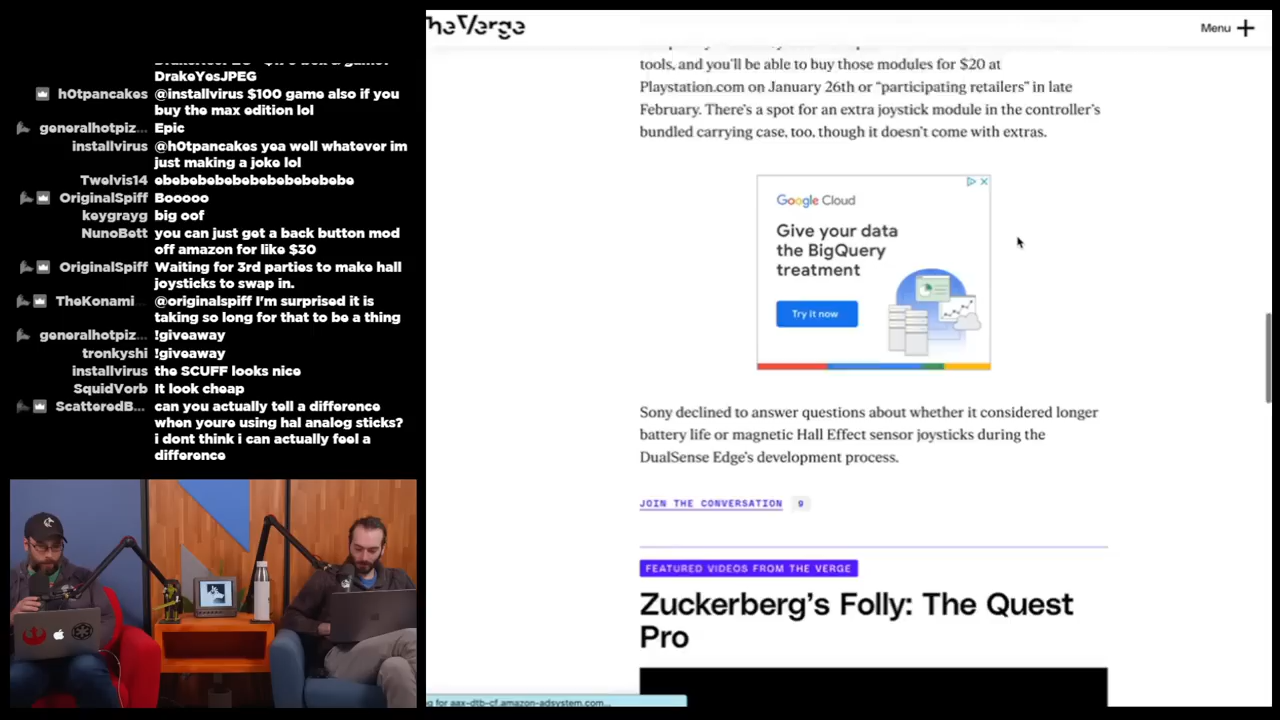 DrakeYesJPEG
h0tpancakes @installvirus $100 game also if you
buy the max edition lol
generalhotpiz... Epic
installvirus @h0tpancakes yea well whatever im
just making a joke lol
Twelvis14 ebebebebebebebebebebe
OriginalSpiff Booooo
keyedsyg big oof
NunoBett you can just get a back button mod
off amazon for like $30
OriginalSpiff Waiting for 3rd parties to make hall
joysticks to swap in.
TheKonami @originalspiff I'm surprised it is
taking so long for that to be a thing
generalhotpiz... !giveaway
tronkyshi !giveaway
installvirus the SCUFF looks nice
SquidVorb It look cheap
ScatteredB... can you actually tell a difference
when youre using hal analog sticks?
i dont think i can actually feel a
difference
The Verge
Menu
tools, and you'll be able to buy those modules for $20 at
Playstation.com on January 26th or “participating retailers” in late
February. There's a spot for an extra joystick module in the controller's
bundled carrying case, too, though it doesn't come with extras.
Google Cloud
Give your data
the BigQuery
treatment
Try it now
Sony declined to answer questions about whether it considered longer
battery life or magnetic Hall Effect sensor joysticks during the
DualSense Edge's development process.
JOIN THE CONVERSATION 9
FEATURED VIDEOS FROM THE VERGE
Zuckerberg's Folly: The Quest
Pro
g for aax-dtb-cf.amazon-adsystem.com...